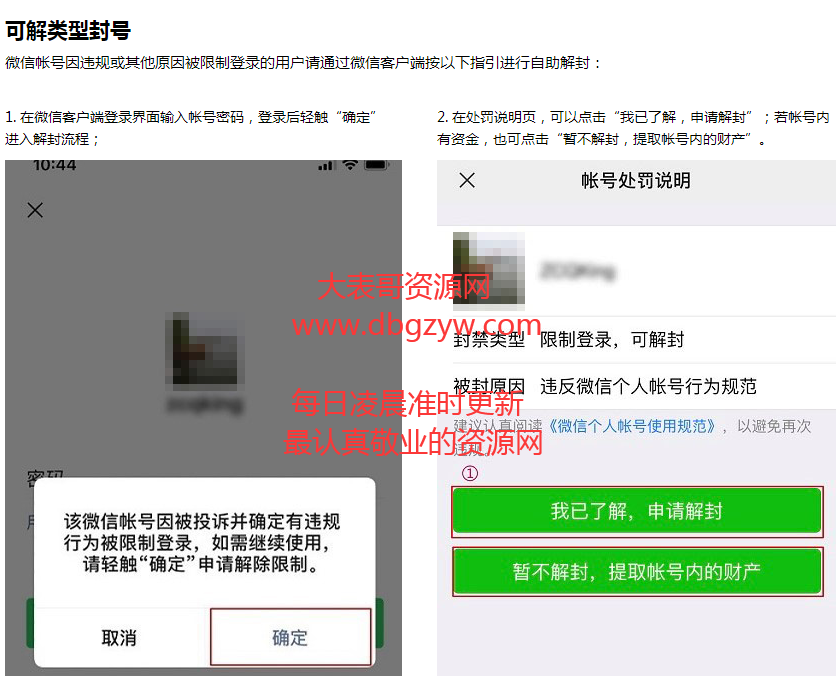 可解类型封号
微信帐号因违规或其他原因被限制登录的用户请通过微信客户端按以下指引进行自助解封：
1. 在微信客户端登录界面输入帐号密码，登录后轻触“确定”
进入解封流程；
2. 在处罚说明页，可以点击“我已了解，申请解封”；若帐号内
有资金，也可点击“暂不解封，提取帐号内的财产”。
10:44
密码
用
该微信帐号因被投诉并确定有违规
行为被限制登录，如需继续使用，
请轻触“确定”申请解除限制。
取消
确定
帐号处罚说明
封禁类型 限制登录，可解封
被封原因 违反微信个人帐号行为规范
建议认真阅读《微信个人帐号使用规范》，以避免再次
违规。
①
我已了解，申请解封
暂不解封，提取帐号内的财产
大表哥资源网
www.dbgzyw.com
每日凌晨准时更新
最认真敬业的资源网